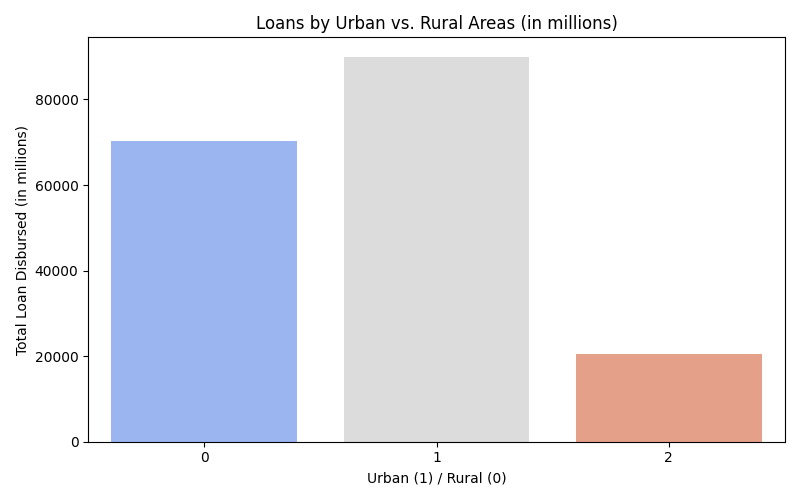 Loans by Urban vs. Rural Areas (in millions)
Total Loan Disbursed (in millions)
80000
60000
40000
20000
0
0 1 2
Urban (1) / Rural (0)